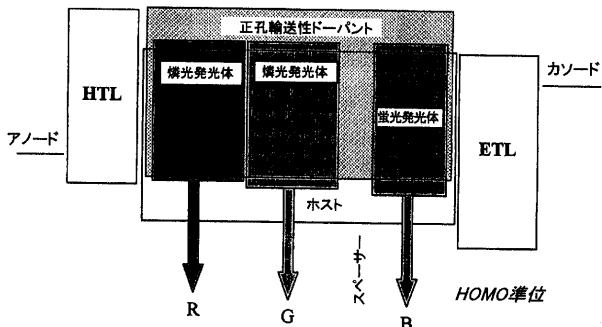 正孔輸送性ドーパント
カソード
HTL
燐光発光体
燐光発光体
蛍光発光体
アノード
ETL
ホスト
スペーサー
HOMO準位
R
G
B